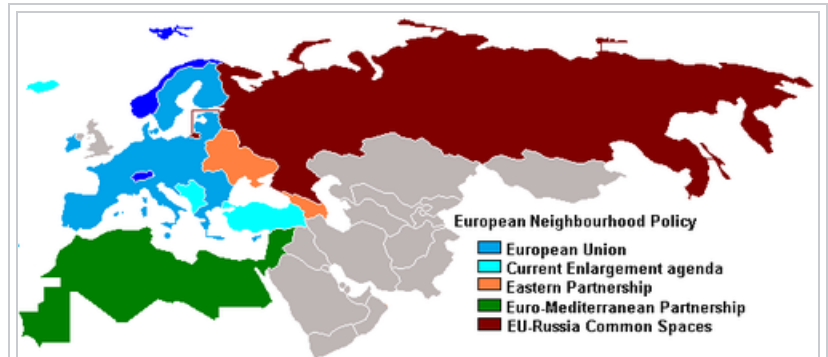 European Neighbourhood Policy
European Union
Current Enlargement agenda
Eastern Partnership
Euro-Mediterranean Partnership
EU-Russia Common Spaces